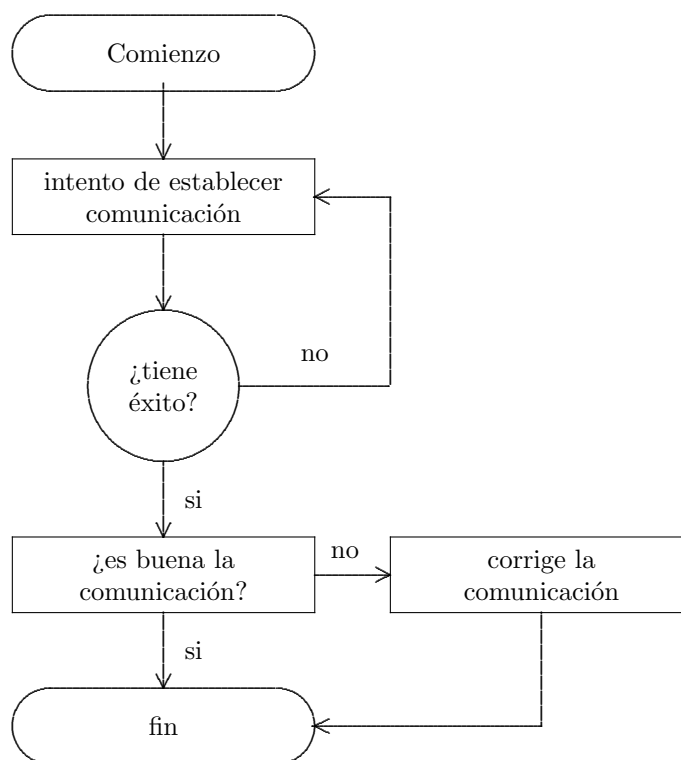 Comienzo
intento de establecer
comunicación
¿tiene
éxito?
no
si
¿es buena la
comunicación?
no
corrige la
comunicación
si
fin